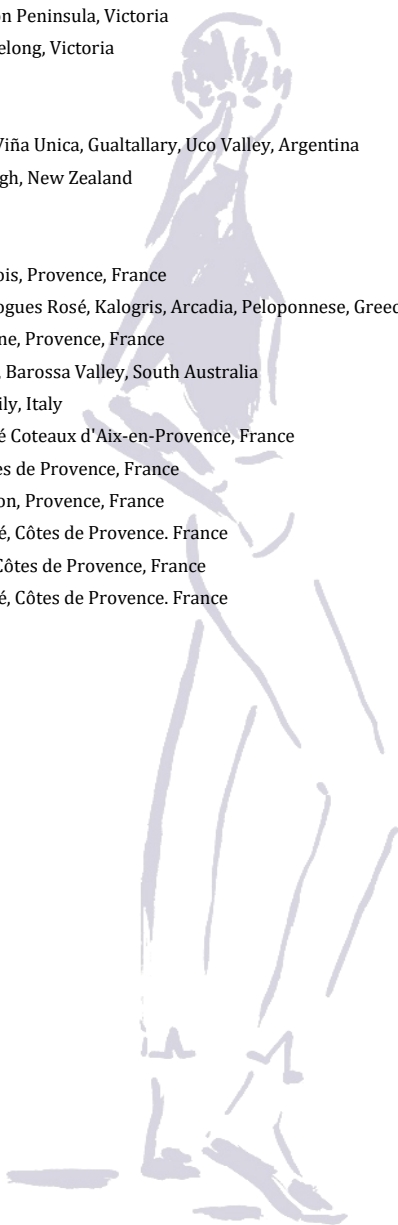 on Peninsula, Victoria
elong, Victoria
Viña Unica, Gualtallary, Uco Valley, Argentina
gh, New Zealand
ois, Provence, France
ogues Rosé, Kalogris, Arcadia, Peloponnese, Greec
ne, Provence, France
, Barossa Valley, South Australia
ily, Italy
é Coteaux d'Aix-en-Provence, France
es de Provence, France
on, Provence, France
é, Côtes de Provence. France
Côtes de Provence, France
é, Côtes de Provence. France